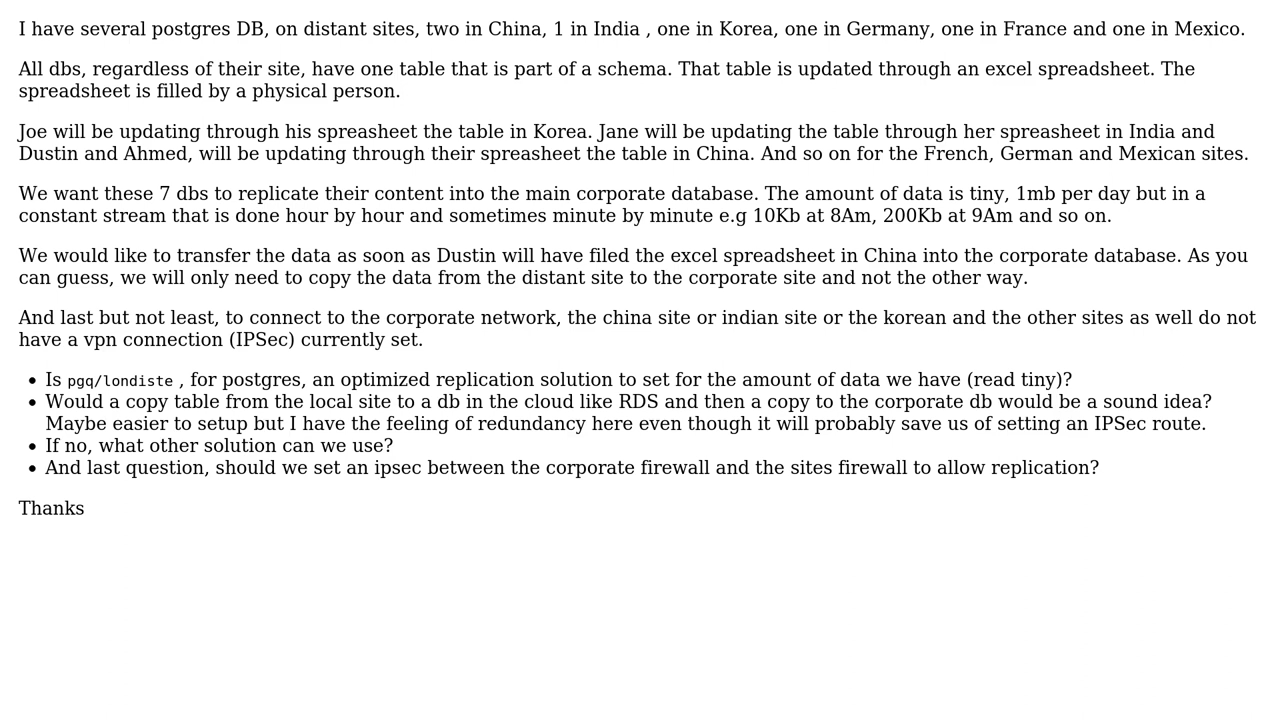 I have several postgres DB, on distant sites, two in China, 1 in India , one in Korea, one in Germany, one in France and one in Mexico.
All dbs, regardless of their site, have one table that is part of a schema. That table is updated through an excel spreadsheet. The
spreadsheet is filled by a physical person.
Joe will be updating through his spreasheet the table in Korea. Jane will be updating the table through her spreasheet in India and
Dustin and Ahmed, will be updating through their spreasheet the table in China. And so on for the French, German and Mexican sites.
We want these 7 dbs to replicate their content into the main corporate database. The amount of data is tiny, 1mb per day but in a
constant stream that is done hour by hour and sometimes minute by minute e.g 10Kb at 8Am, 200Kb at 9Am and so on.
We would like to transfer the data as soon as Dustin will have filed the excel spreadsheet in China into the corporate database. As you
can guess, we will only need to copy the data from the distant site to the corporate site and not the other way.
And last but not least, to connect to the corporate network, the china site or indian site or the korean and the other sites as well do not
have a vpn connection (IPSec) currently set.
• Is pgq/londiste , for postgres, an optimized replication solution to set for the amount of data we have (read tiny)?
• Would a copy table from the local site to a db in the cloud like RDS and then a copy to the corporate db would be a sound idea?
Maybe easier to setup but I have the feeling of redundancy here even though it will probably save us of setting an IPSec route.
• If no, what other solution can we use?
• And last question, should we set an ipsec between the corporate firewall and the sites firewall to allow replication?
Thanks